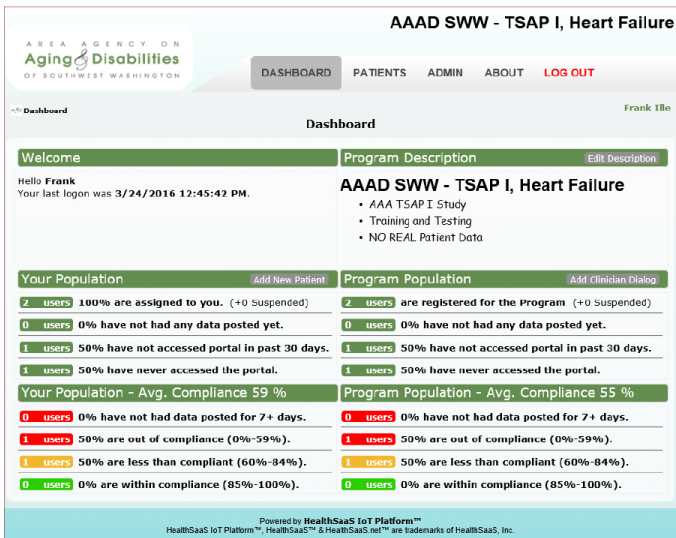 AAAD SWW - TSAP I, Heart Failure
AREA AGENCY ON
Aging & Disabilities
OF SOUTHWEST WASHINGTON
DASHBOARD PATIENTS ADMIN ABOUT LOG OUT
Dashboard
Frank Ille
Dashboard
Welcome
Hello Frank
Your last logon was 3/24/2016 12:45:42 PM.
Program Description Edit Description
AAAD SWW - TSAP I, Heart Failure
• AAA TSAP I Study
• Training and Testing
• NO REAL Patient Data
Your Population Add New Patient
2 users 100% are assigned to you. (+0 Suspended)
0 users 0% have not had any data posted yet.
1 users 50% have not accessed portal in past 30 days.
1 users 50% have never accessed the portal.
Program Population Add Clinician Dialog
2 users are registered for the Program (+0 Suspended)
0 users 0% have not had any data posted yet.
1 users 50% have not accessed portal in past 30 days.
1 users 50% have never accessed the portal.
Your Population - Avg. Compliance 59 %
0 users 0% have not had data posted for 7+ days.
1 users 50% are out of compliance (0%-59%).
1 users 50% are less than compliant (60%-84%).
0 users 0% are within compliance (85%-100%).
Program Population - Avg. Compliance 55 %
0 users 0% have not had data posted for 7+ days.
1 users 50% are out of compliance (0%-59%).
1 users 50% are less than compliant (60%-84%).
0 users 0% are within compliance (85%-100%).
Powered by HealthSaaS IoT Platform™
HealthSaaS IoT Platform™, HealthSaaS™ & HealthSaaS.net™ are trademarks of HealthSaaS, Inc.